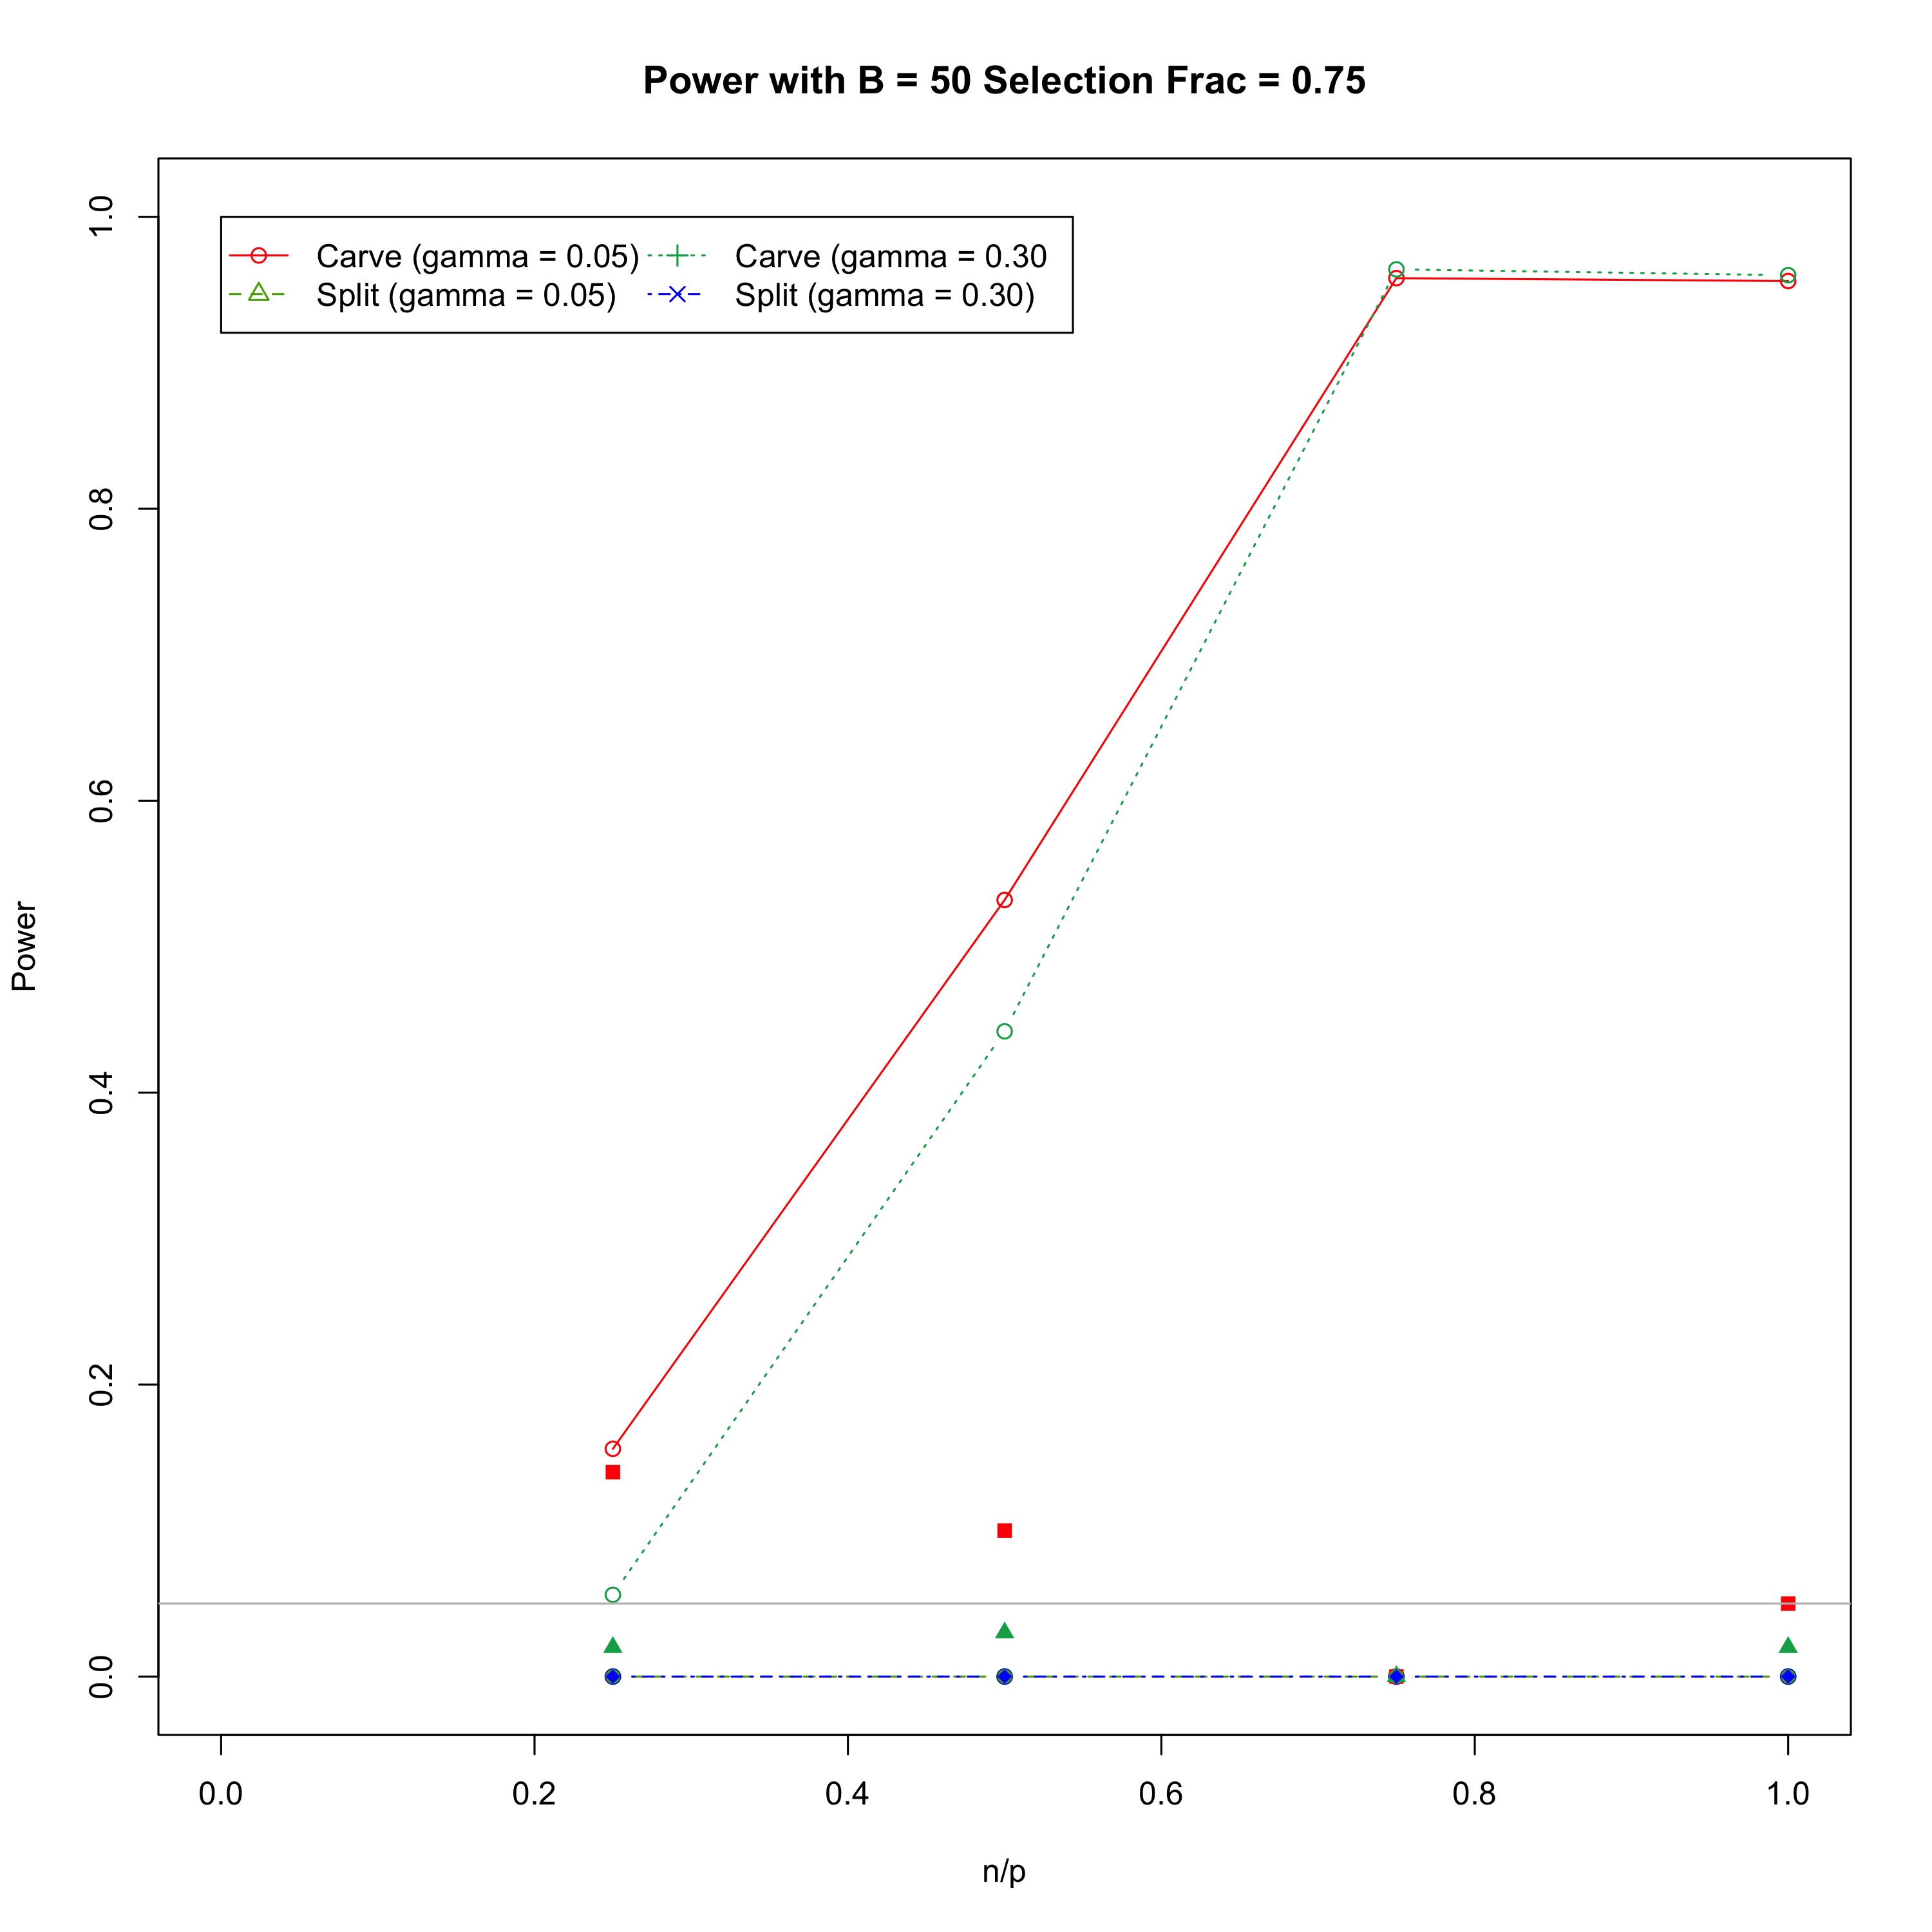 Power with B = 50 Selection Frac = 0.75
Carve (gamma = 0.05) Carve (gamma = 0.30
Split (gamma = 0.05) Split (gamma = 0.30)
1.0
0.8
0.6
0.4
0.2
0.0
Power
0.0 0.2 0.4 0.6 0.8 1.0
n/p